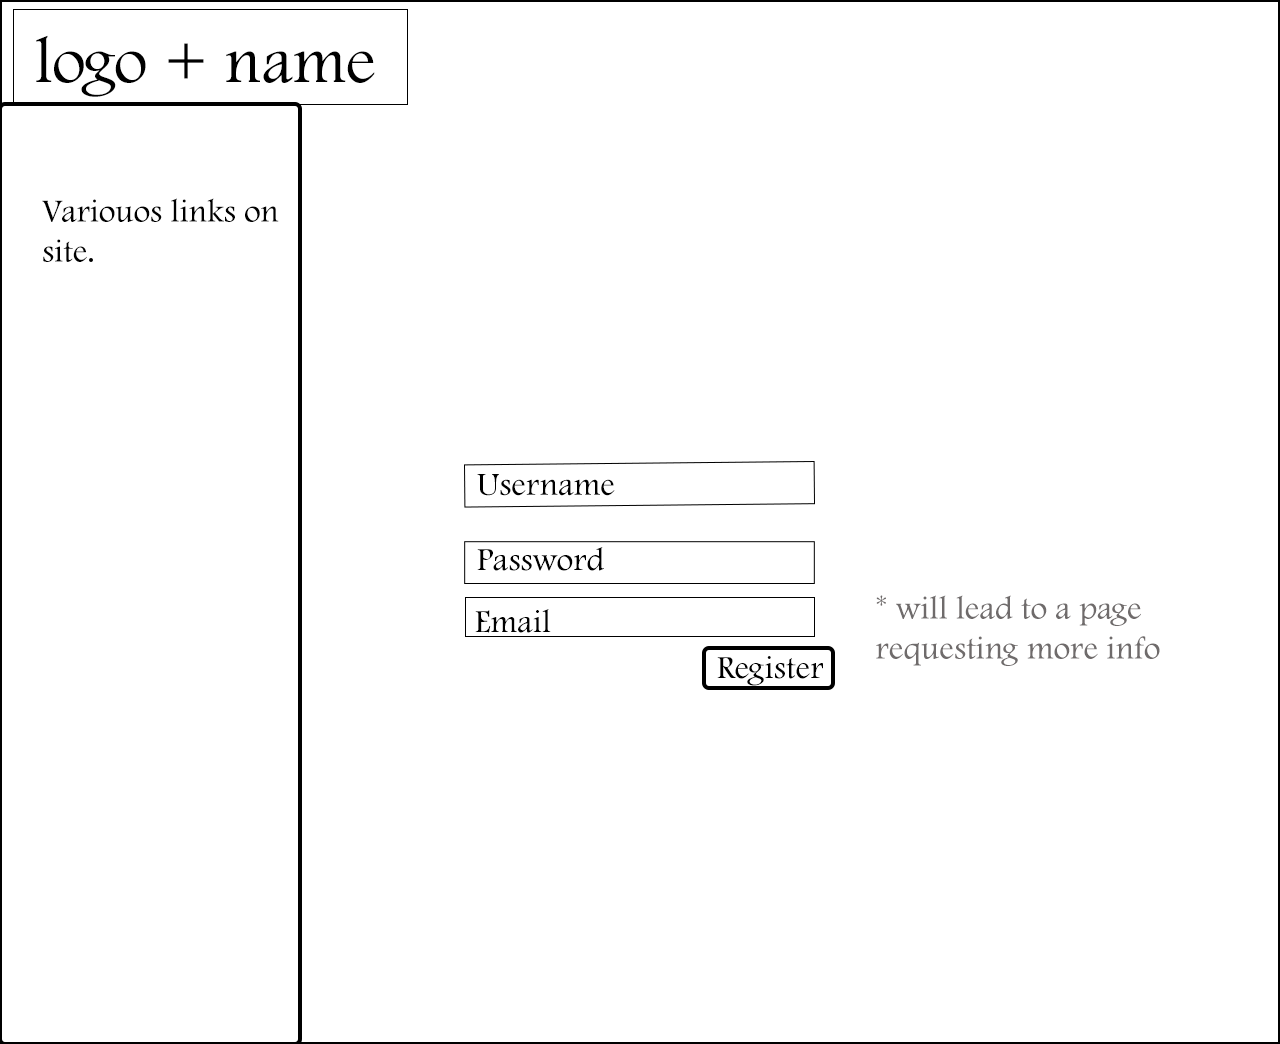 logo + name
Variouos links on
site.
Username
Password
Email
* will lead to a page
requesting more info
Register